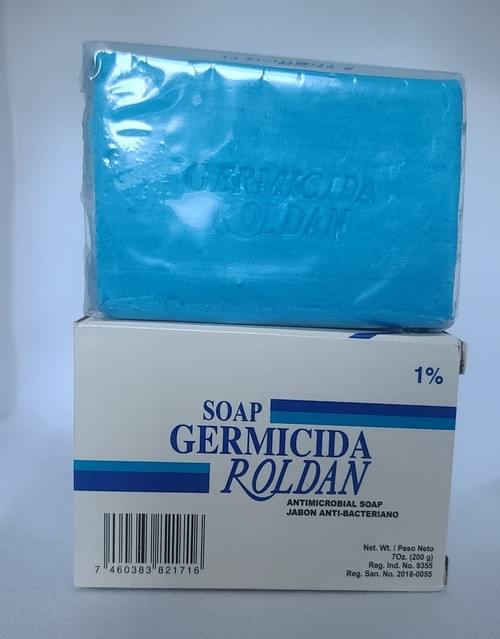 GERMICIDA
ROLDAN
1%
SOAP
GERMICIDA
ROLDAN
ANTIMICROBIAL SOAP
JABON ANTI-BACTERIANO
Net. Wt. / Peso Neto
7Oz. (200 g)
Reg. Ind. No. 9355
Reg. San. No. 2018-0055
7 460383 821716